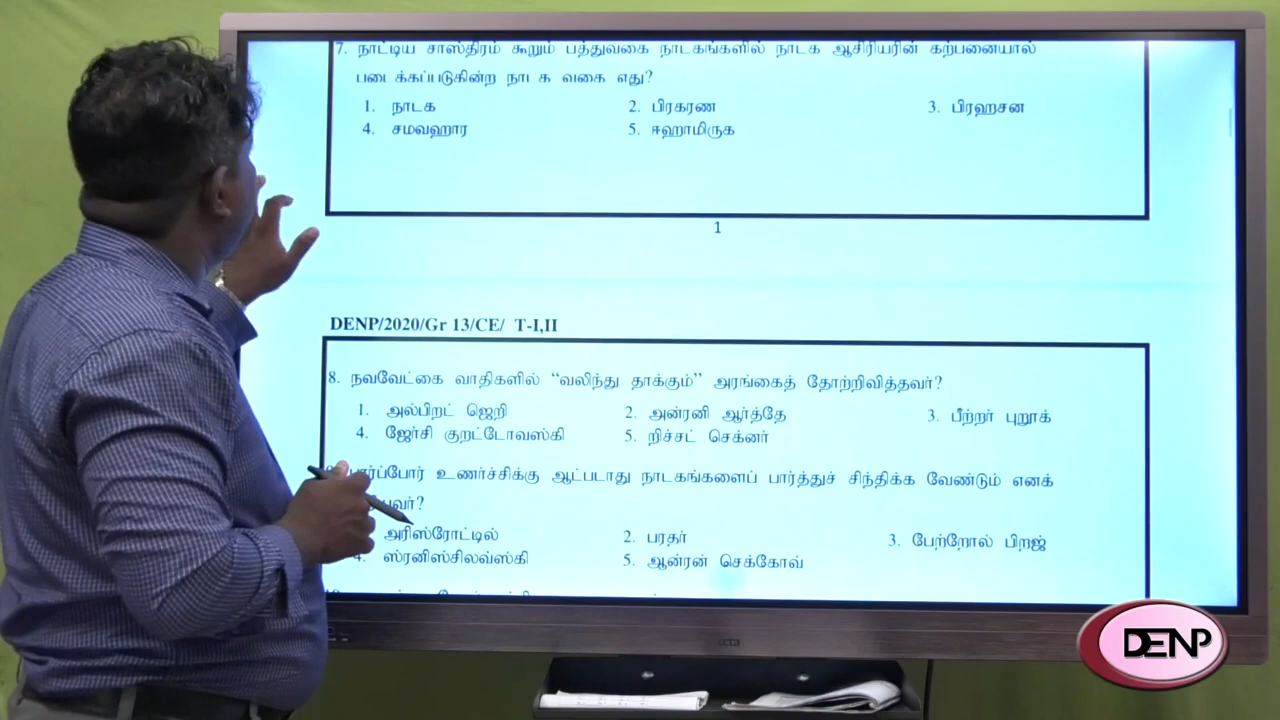 7. நாட்டிய சாஸ்திரம் கூறும் பத்துவகை நாடகங்களில் நாடக ஆசிரியரின் கற்பனையால்
படைக்கப்படுகின்ற நாடக வகை எது?
1. நாடக 2. பிரகரண 3. பிரஹசன
4. சமவஹார 5. ஈஹாமிருக
1
DENP/2020/Gr 13/CE/ T-I,II
8. நவவேட்கை வாதிகளில் “வலிந்து தாக்கும்” அரங்கைத் தோற்றிவித்தவர்?
1. அல்பிறட் ஜெறி 2. அன்ரனி ஆர்த்தே 3. பீற்றர் புறூக்
4. ஜேர்சி குறட்டோவஸ்கி 5. றிச்சட் செக்னர்
பார்ப்போர் உணர்ச்சிக்கு ஆட்படாது நாடகங்களைப் பார்த்துச் சிந்திக்க வேண்டும் எனக்
அரிஸ்ரோட்டில் 2. பரதர் 3. பேற்றோல் பிறஜ்
4. ஸ்ரனிஸ்சிலவ்ஸ்கி 5. ஆன்ரன் செக்கோவ்
DENP